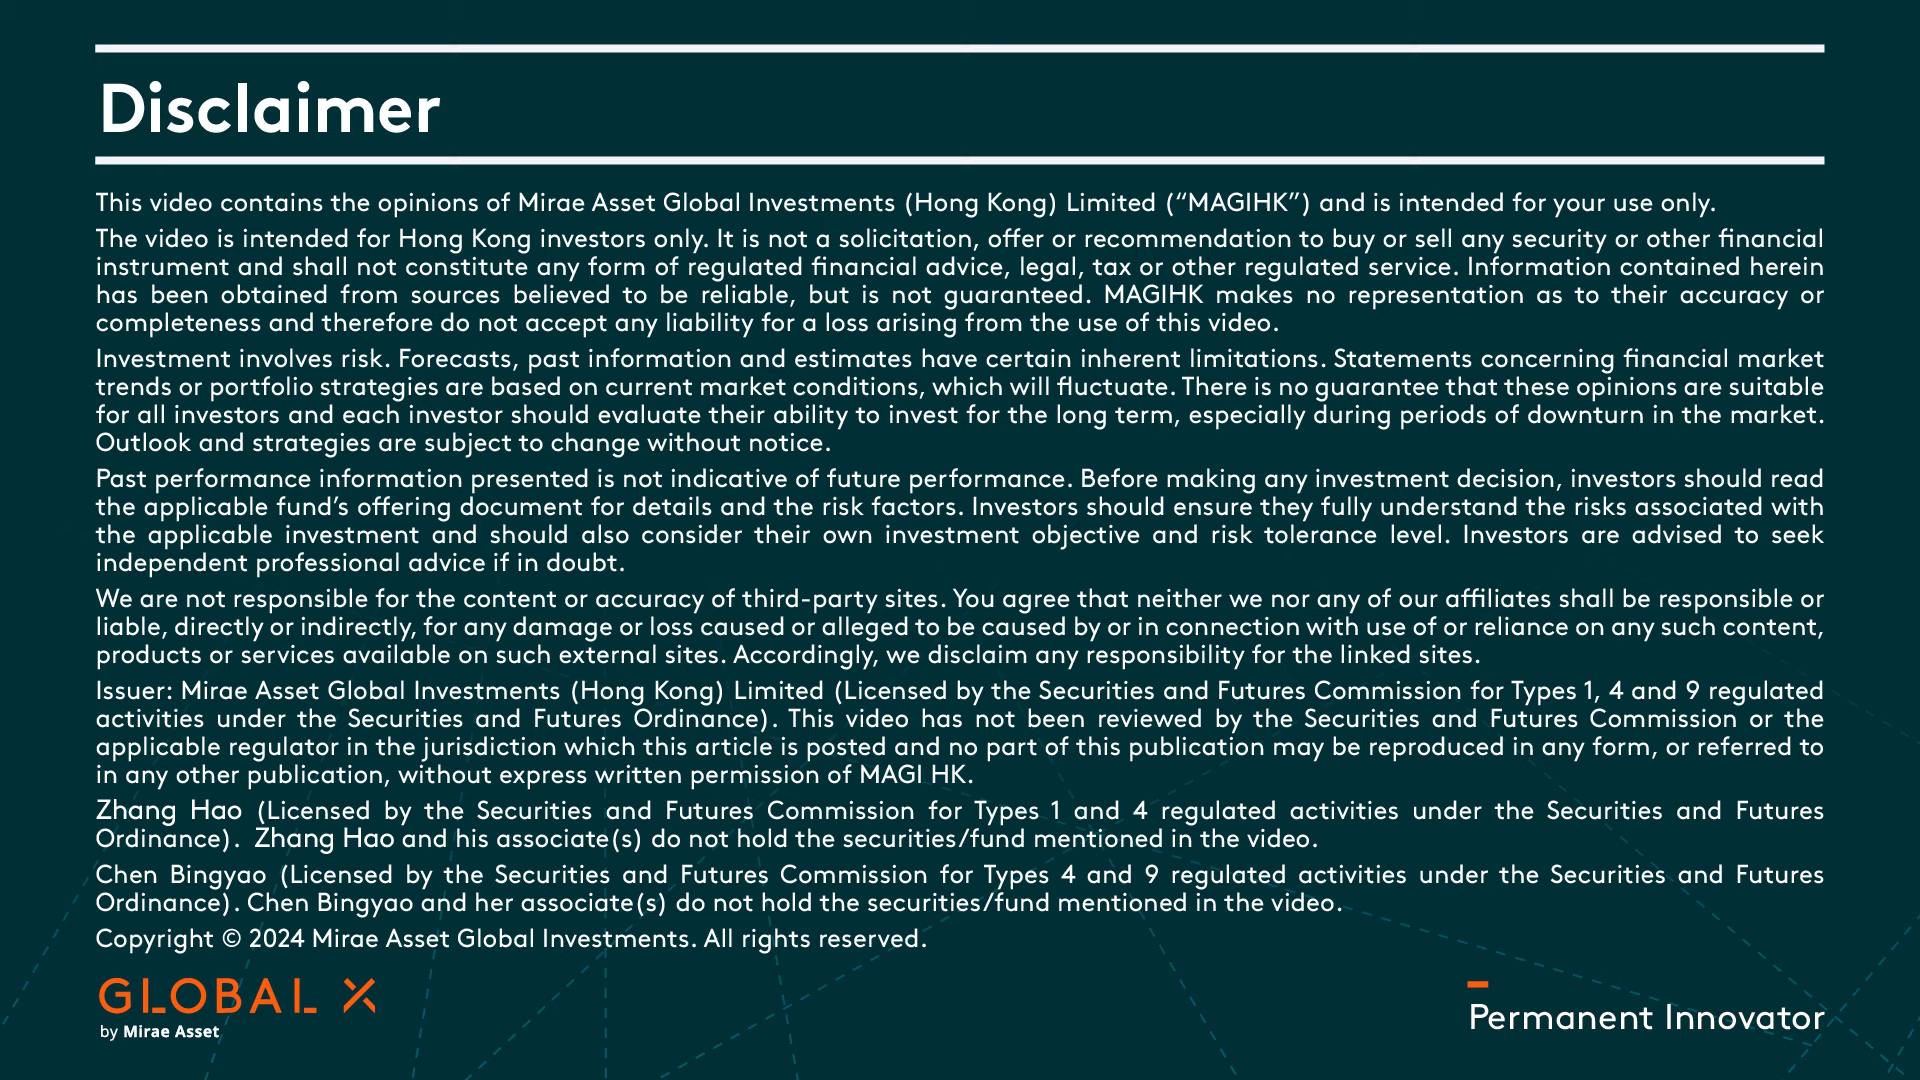 Disclaimer
This video contains the opinions of Mirae Asset Global Investments (Hong Kong) Limited (“MAGIHK”) and is intended for your use only.
The video is intended for Hong Kong investors only. It is not a solicitation, offer or recommendation to buy or sell any security or other financial
instrument and shall not constitute any form of regulated financial advice, legal, tax or other regulated service. Information contained herein
has been obtained from sources believed to be reliable, but is not guaranteed. MAGIHK makes no representation as to their accuracy or
completeness and therefore do not accept any liability for a loss arising from the use of this video.
Investment involves risk. Forecasts, past information and estimates have certain inherent limitations. Statements concerning financial market
trends or portfolio strategies are based on current market conditions, which will fluctuate. There is no guarantee that these opinions are suitable
for all investors and each investor should evaluate their ability to invest for the long term, especially during periods of downturn in the market.
Outlook and strategies are subject to change without notice.
Past performance information presented is not indicative of future performance. Before making any investment decision, investors should read
the applicable fund’s offering document for details and the risk factors. Investors should ensure they fully understand the risks associated with
the applicable investment and should also consider their own investment objective and risk tolerance level. Investors are advised to seek
independent professional advice if in doubt.
We are not responsible for the content or accuracy of third-party sites. You agree that neither we nor any of our affiliates shall be responsible or
liable, directly or indirectly, for any damage or loss caused or alleged to be caused by or in connection with use of or reliance on any such content,
products or services available on such external sites. Accordingly, we disclaim any responsibility for the linked sites.
Issuer: Mirae Asset Global Investments (Hong Kong) Limited (Licensed by the Securities and Futures Commission for Types 1, 4 and 9 regulated
activities under the Securities and Futures Ordinance). This video has not been reviewed by the Securities and Futures Commission or the
applicable regulator in the jurisdiction which this article is posted and no part of this publication may be reproduced in any form, or referred to
in any other publication, without express written permission of MAGI HK.
Zhang Hao (Licensed by the Securities and Futures Commission for Types 1 and 4 regulated activities under the Securities and Futures
Ordinance). Zhang Hao and his associate(s) do not hold the securities/fund mentioned in the video.
Chen Bingyao (Licensed by the Securities and Futures Commission for Types 4 and 9 regulated activities under the Securities and Futures
Ordinance). Chen Bingyao and her associate(s) do not hold the securities/fund mentioned in the video.
Copyright © 2024 Mirae Asset Global Investments. All rights reserved.
GLOBAL X
by Mirae Asset
Permanent Innovator